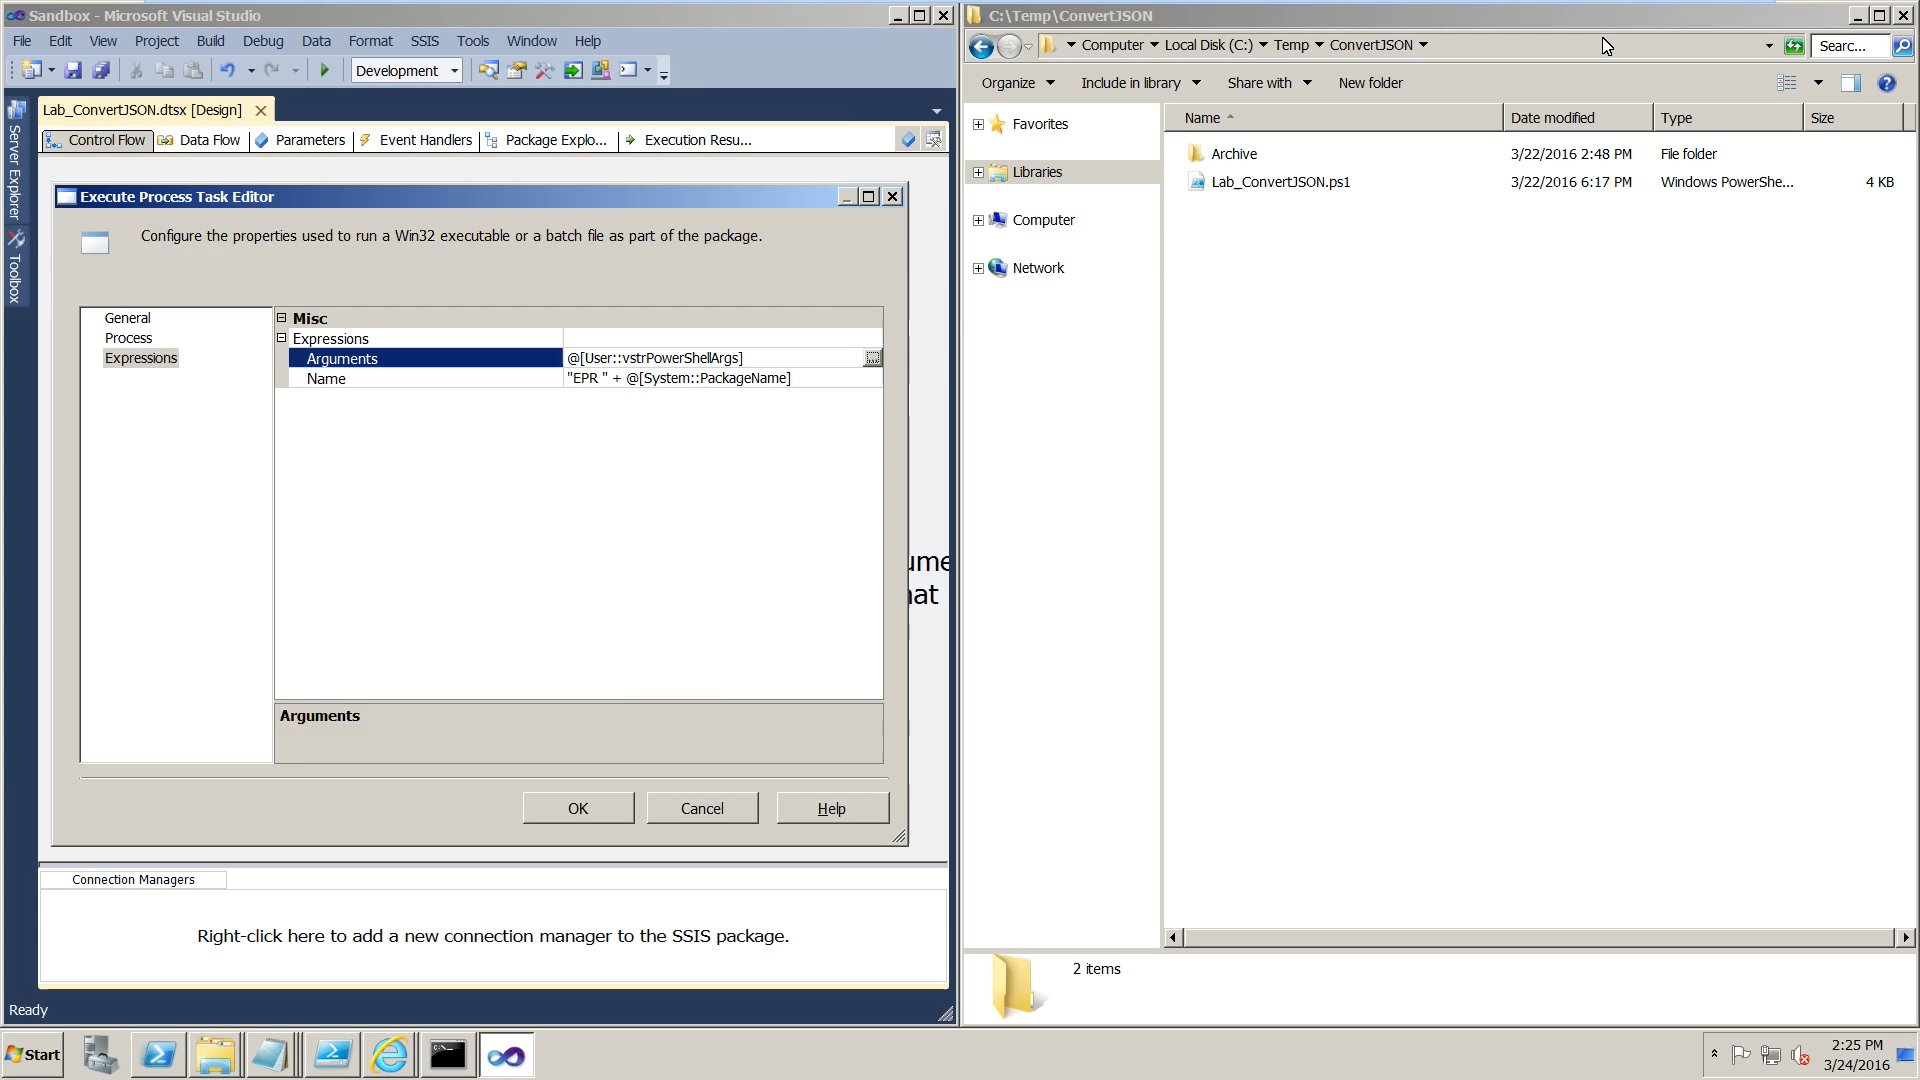 Sandbox - Microsoft Visual Studio
File Edit View Project Build Debug Data Format SSIS Tools Window Help
Development
Server Explorer
Toolbox
Lab_ConvertJSON.dtsx [Design]
Control Flow Data Flow Parameters Event Handlers Package Explo... Execution Resu...
Execute Process Task Editor
Configure the properties used to run a Win32 executable or a batch file as part of the package.
General
Process
Expressions
Misc
Expressions
Arguments @[User::vstrPowerShellArgs]
Name "EPR " + @[System::PackageName]
Arguments
OK Cancel Help
ume
hat
Connection Managers
Right-click here to add a new connection manager to the SSIS package.
Ready
C:\Temp\ConvertJSON
Computer Local Disk (C:) Temp ConvertJSON Searc...
Organize Include in library Share with New folder
Favorites
Libraries
Computer
Network
Name Date modified Type Size
Archive 3/22/2016 2:48 PM File folder
Lab_ConvertJSON.ps1 3/22/2016 6:17 PM Windows PowerShe... 4 KB
2 items
Start
2:25 PM
3/24/2016